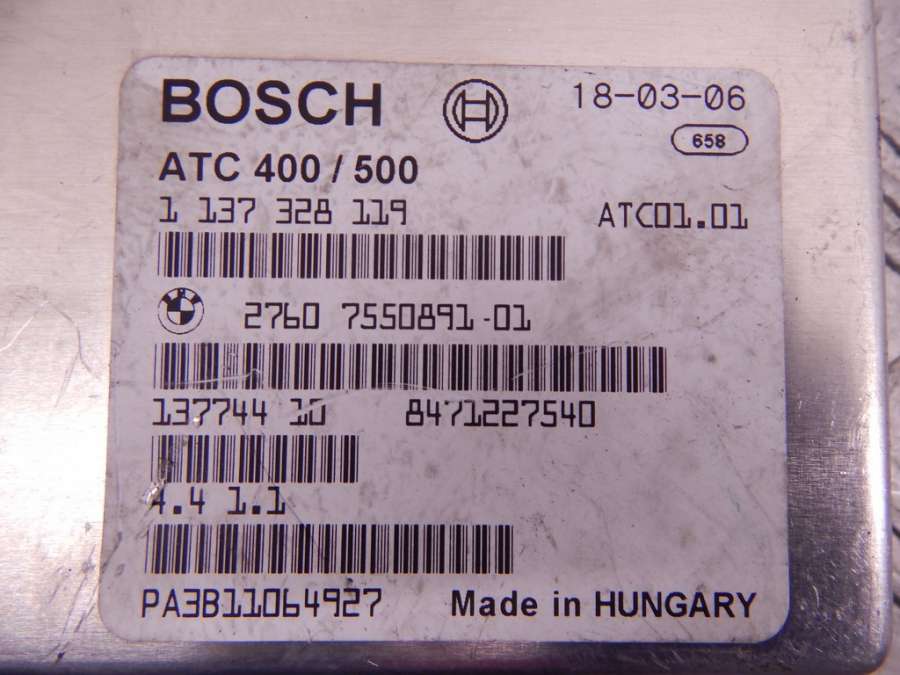 BOSCH 18-03-06
658
ATC 400 / 500
1 137 328 119 ATC01.01
2760 7550891-01
137744 10 8471227540
4.4 1.1
PA3B11064927 Made in HUNGARY